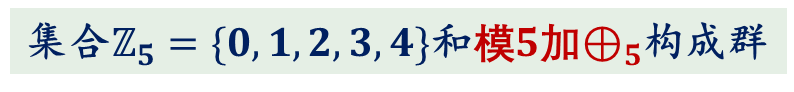 集合ℤ₅ = {0, 1, 2, 3, 4}和模5加⊕₅构成群